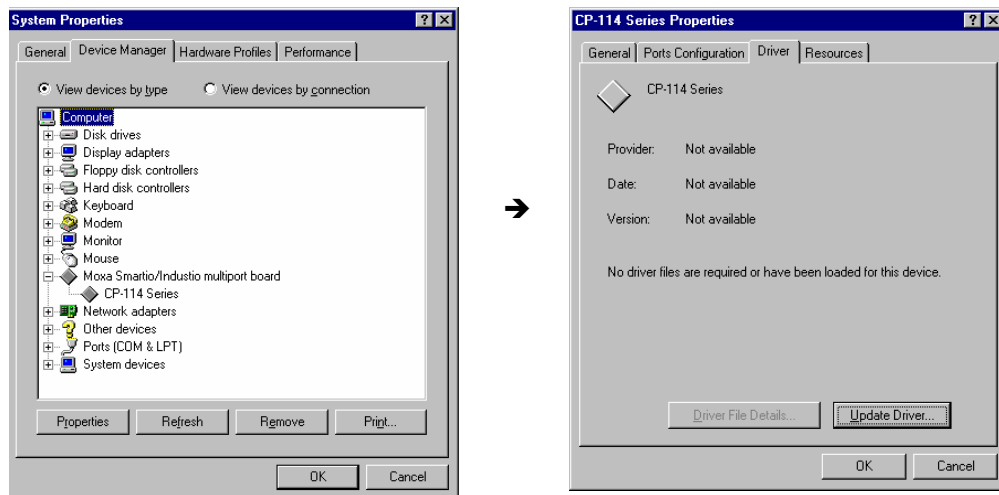 System Properties
General Device Manager Hardware Profiles Performance
View devices by type View devices by connection
Computer
Disk drives
Display adapters
Floppy disk controllers
Hard disk controllers
Keyboard
Modem
Monitor
Mouse
Moxa Smartio/Industio multiport board
CP-114 Series
Network adapters
Other devices
Ports (COM & LPT)
System devices
Properties Refresh Remove Print...
OK Cancel
CP-114 Series Properties
General Ports Configuration Driver Resources
CP-114 Series
Provider: Not available
Date: Not available
Version: Not available
No driver files are required or have been loaded for this device.
Driver File Details... Update Driver...
OK Cancel